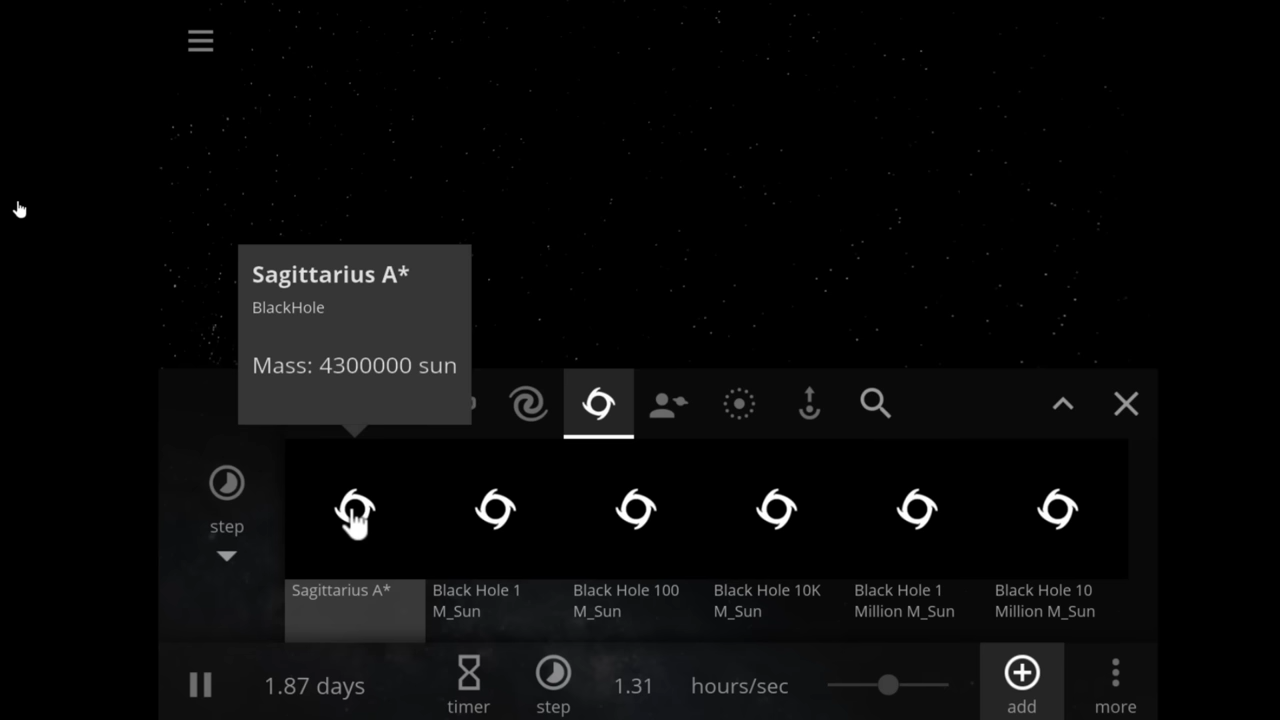 Sagittarius A*
BlackHole
Mass: 4300000 sun
step
Sagittarius A*
Black Hole 1
M_Sun
Black Hole 100
M_Sun
Black Hole 10K
M_Sun
Black Hole 1
Million M_Sun
Black Hole 10
Million M_Sun
1.87 days
timer
step
1.31
hours/sec
add
more